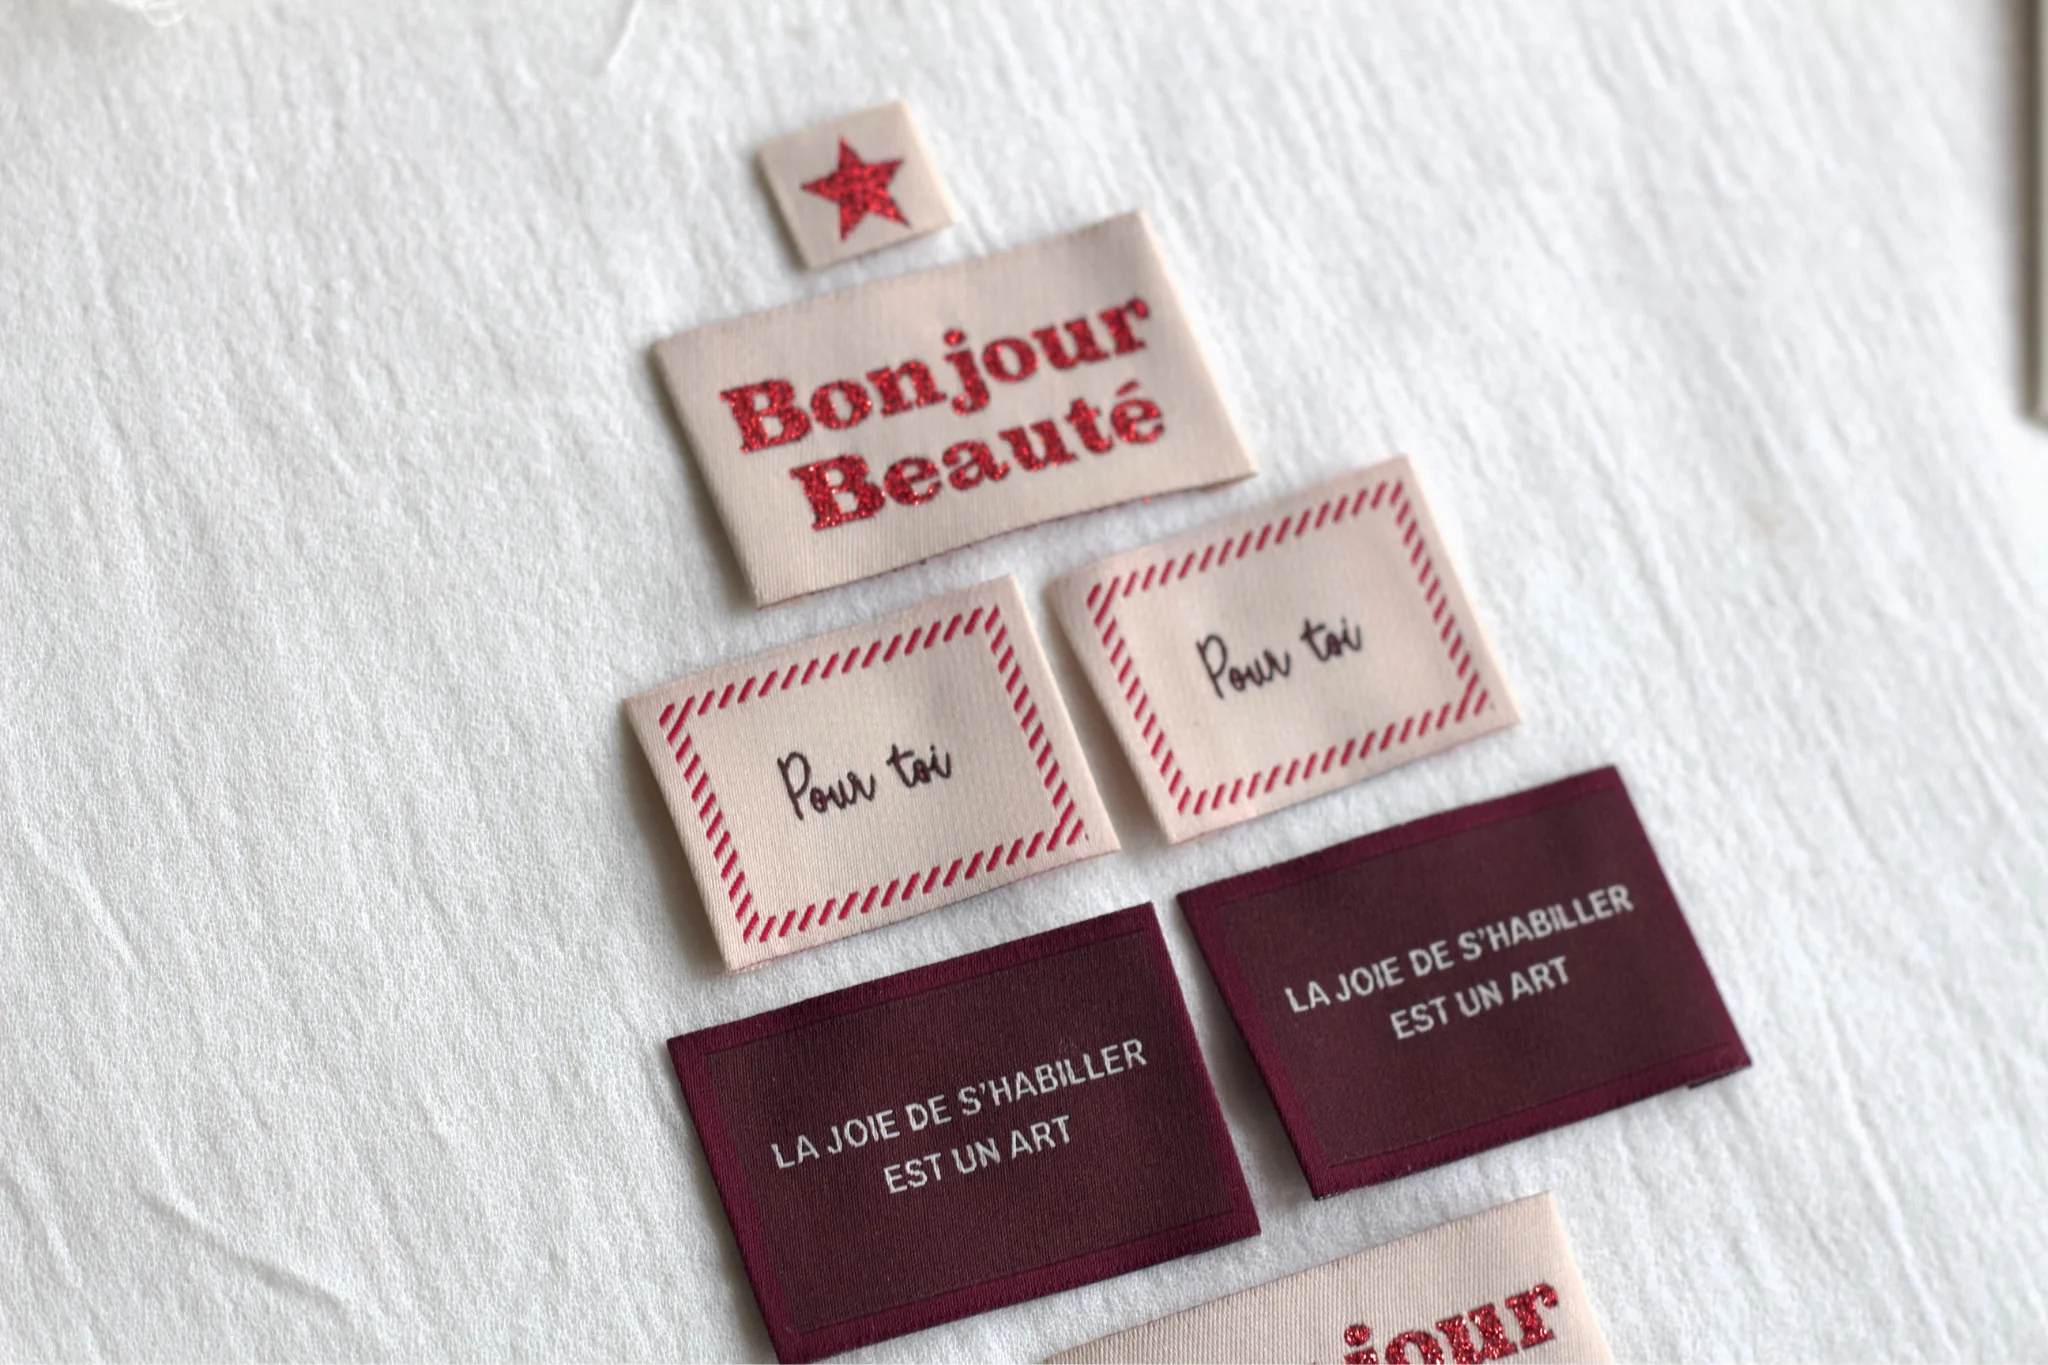 Bonjour
Beauté
Pour toi
Pour toi
LA JOIE DE S'HABILLER
EST UN ART
LA JOIE DE S'HABILLER
EST UN ART